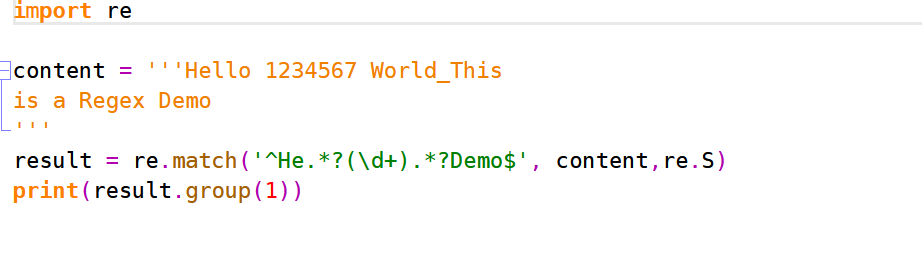 import re
content = '''Hello 1234567 World_This
is a Regex Demo
'''
result = re.match('^He.*?(\d+).*?Demo$', content,re.S)
print(result.group(1))